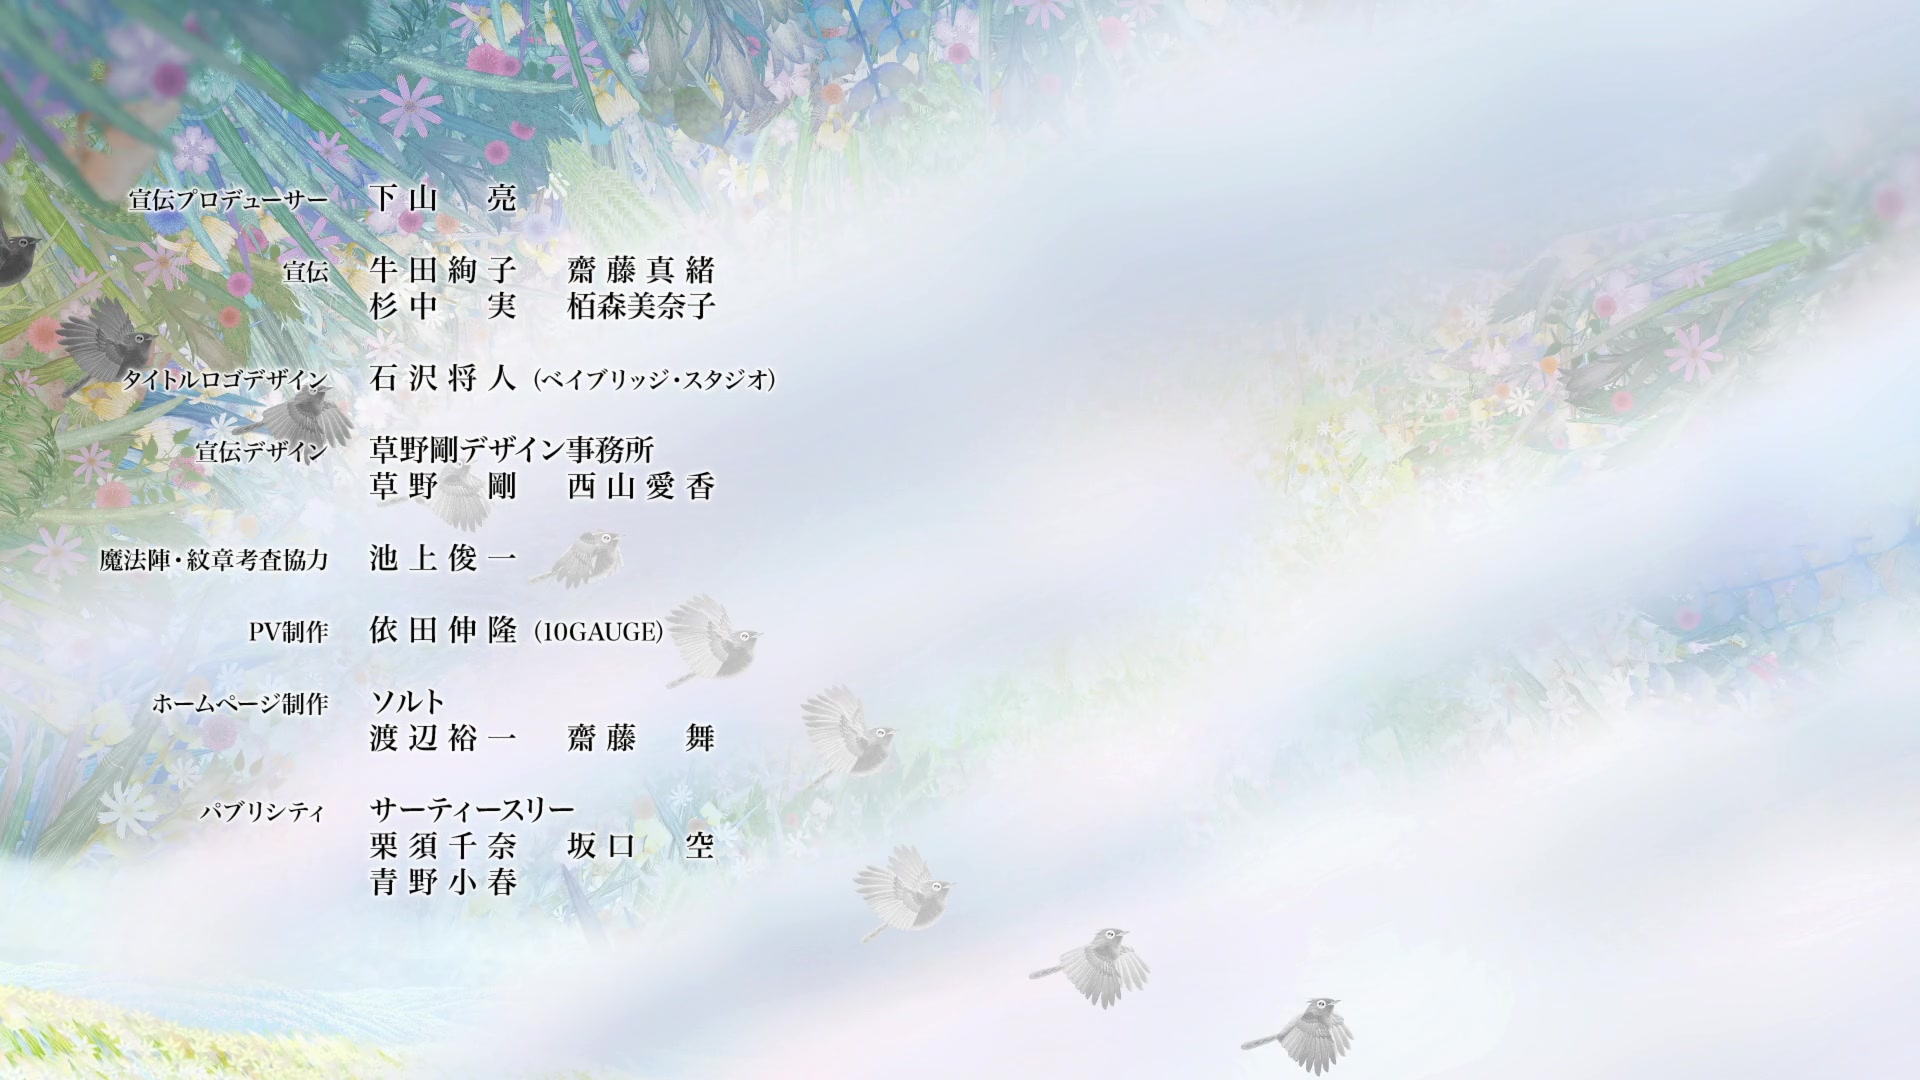 宣伝プロデューサー 下山 亮
宣伝 牛田絢子 齋藤真緒
杉中 実 栢森美奈子
タイトルロゴデザイン 石沢将人 (ベイブリッジ・スタジオ)
宣伝デザイン 草野剛デザイン事務所
草野 剛 西山愛香
魔法陣・紋章考査協力 池上俊一
PV制作 依田伸隆 (10GAUGE)
ホームページ制作 ソルト
渡辺裕一 齋藤 舞
パブリシティ サーティースリー
栗須千奈 坂口 空
青野小春